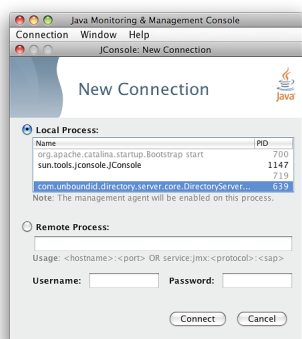 Java Monitoring & Management Console
Connection Window Help
JConsole: New Connection
New Connection
Java
Local Process:
Name PID
org.apache.catalina.startup.Bootstrap start 700
sun.tools.jconsole.JConsole 1147
719
com.unboundid.directory.server.core.DirectoryServer... 639
Note: The management agent will be enabled on this process.
Remote Process:
Usage: <hostname>:<port> OR service:jmx:<protocol>:<sap>
Username: Password:
Connect Cancel